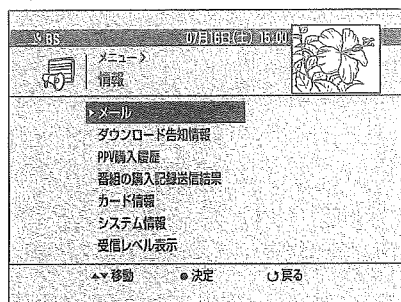 BS 07月16日(土) 15:00
メニュー>
情報
▶メール
ダウンロード告知情報
PPV購入履歴
番組の購入記録送信結果
カード情報
システム情報
受信レベル表示
▲▼移動 ●決定 ↺戻る